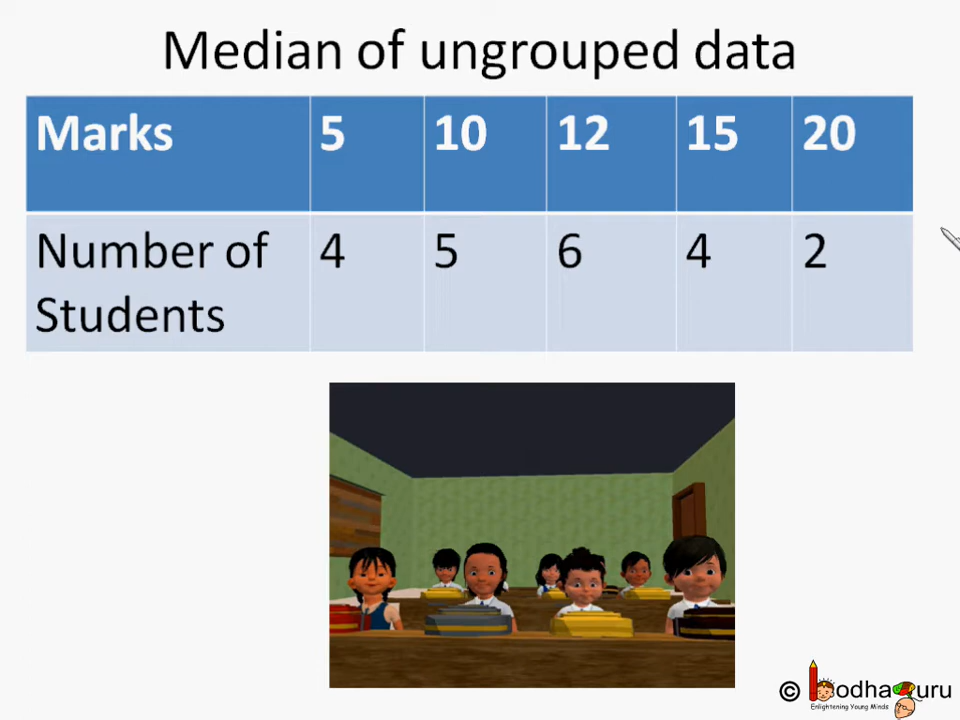 Median of ungrouped data
Marks 5 10 12 15 20
Number of 4 5 6 4 2
Students
© bodhaguru
Enlightening Young Minds